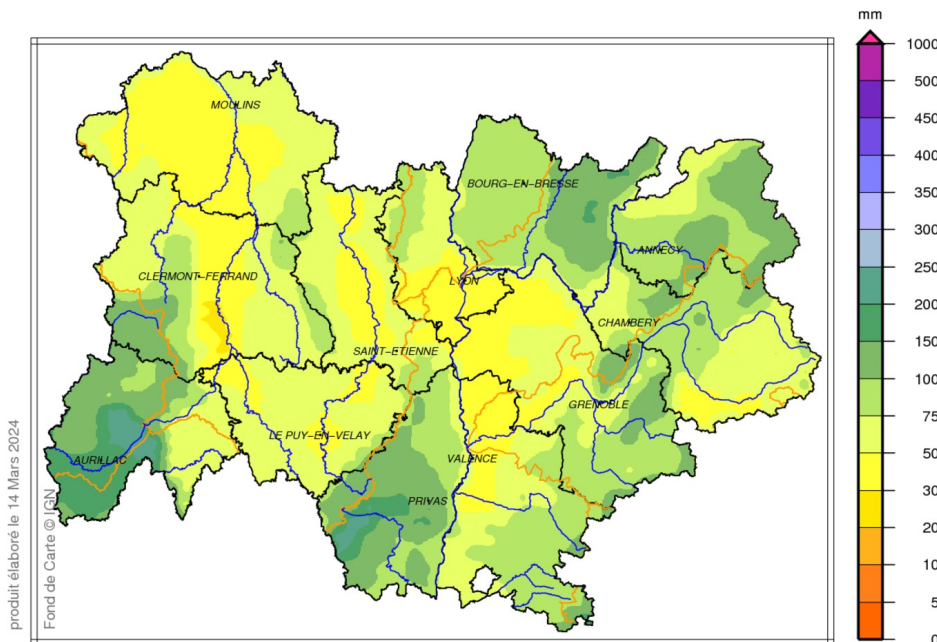 mm
1000
500
450
400
350
300
250
200
150
100
75
50
30
20
10
5
0
MOULINS
BOURG-EN-BRESSE
ANNECY
CLERMONT-FERRAND
LYON
CHAMBERY
SAINT-ETIENNE
GRENOBLE
LE PUY-EN-VELAY
VALENCE
AURILLAC
PRIVAS
produit élaboré le 14 Mars 2024
Fond de Carte © IGN